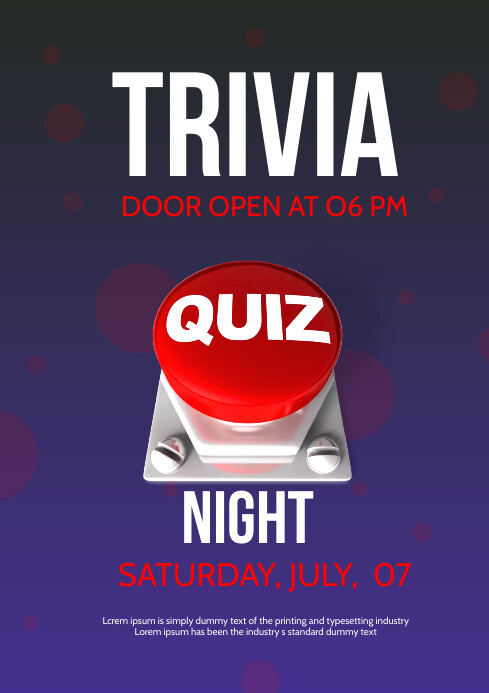 TRIVIA
DOOR OPEN AT O6 PM
QUIZ
NIGHT
SATURDAY, JULY, 07
Lcrem ipsum is simply dummy text of the printing and typesetting industry
Lorem ipsum has been the industry s standard dummy text